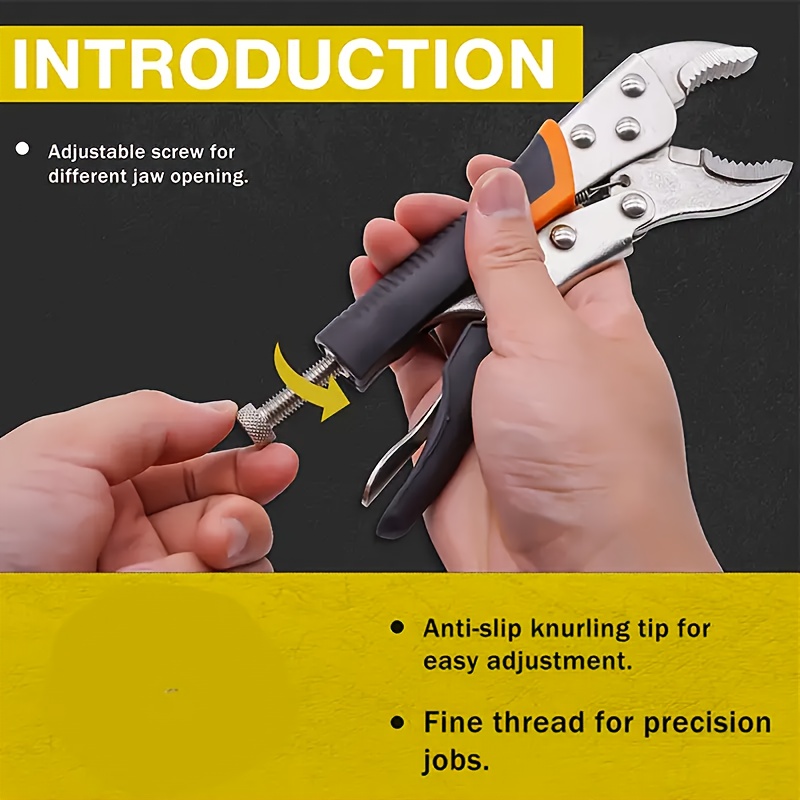 INTRODUCTION
Adjustable screw for
different jaw opening.
Anti-slip knurling tip for
easy adjustment.
Fine thread for precision
jobs.